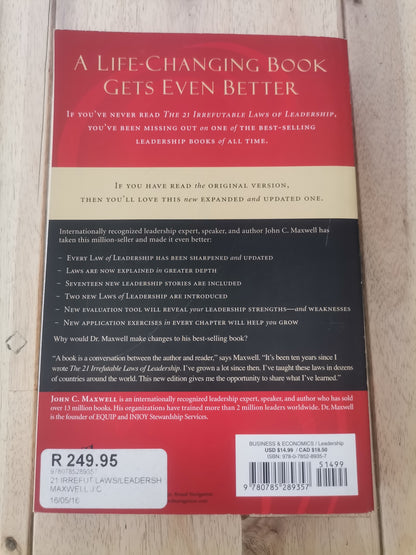 A Life-Changing Book
Gets Even Better
If you've never read The 21 Irrefutable Laws of Leadership,
you've been missing out on one of the best-selling
leadership books of all time.
If you have read the original version,
then you'll love this new expanded and updated one.
Internationally recognized leadership expert, speaker, and author John C. Maxwell has
taken this million-seller and made it even better:
– Every Law of Leadership has been sharpened and updated
– Laws are now explained in greater depth
– Seventeen new leadership stories are included
– Two new Laws of Leadership are introduced
– New evaluation tool will reveal your leadership strengths—and weaknesses
– New application exercises in every chapter will help you grow
Why would Dr. Maxwell make changes to his best-selling book?
“A book is a conversation between the author and reader,” says Maxwell. “It’s been ten years since I
wrote The 21 Irrefutable Laws of Leadership. I’ve grown a lot since then. I’ve taught these laws in dozens
of countries around the world. This new edition gives me the opportunity to share what I’ve learned.”
John C. Maxwell is an internationally recognized leadership expert, speaker, and author who has sold
over 13 million books. His organizations have trained more than 2 million leaders worldwide. Dr. Maxwell
is the founder of EQUIP and INJOY Stewardship Services.
R 249.95
9780785289357
21 IRREFUT LAWS/LEADERSH
MAXWELL J C
16/05/16
BUSINESS & ECONOMICS / Leadership
USD $14.99 / CAD $18.50
ISBN: 978-0-7852-8935-7
51499
9 780785 289357